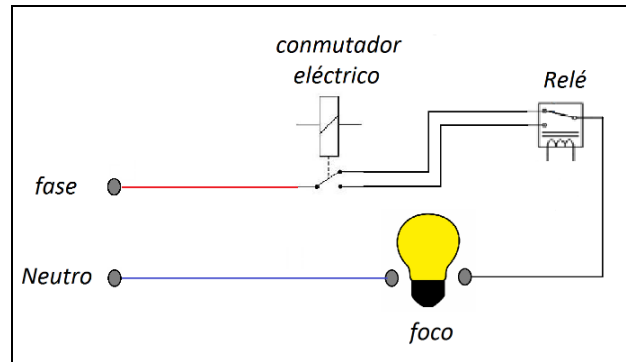 conmutador
eléctrico
Relé
fase
Neutro
foco